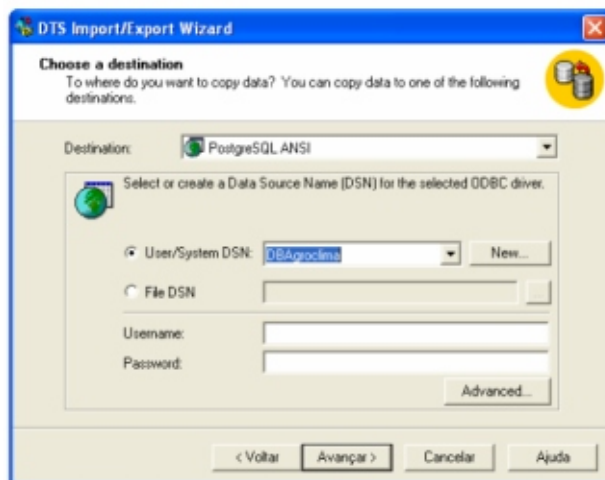 DTS Import/Export Wizard
Choose a destination
To where do you want to copy data? You can copy data to one of the following
destinations.
Destination: PostgreSQL ANSI
Select or create a Data Source Name (DSN) for the selected ODBC driver.
User/System DSN: DBAgroclima New...
File DSN ...
Username:
Password:
Advanced...
< Voltar Avançar > Cancelar Ajuda